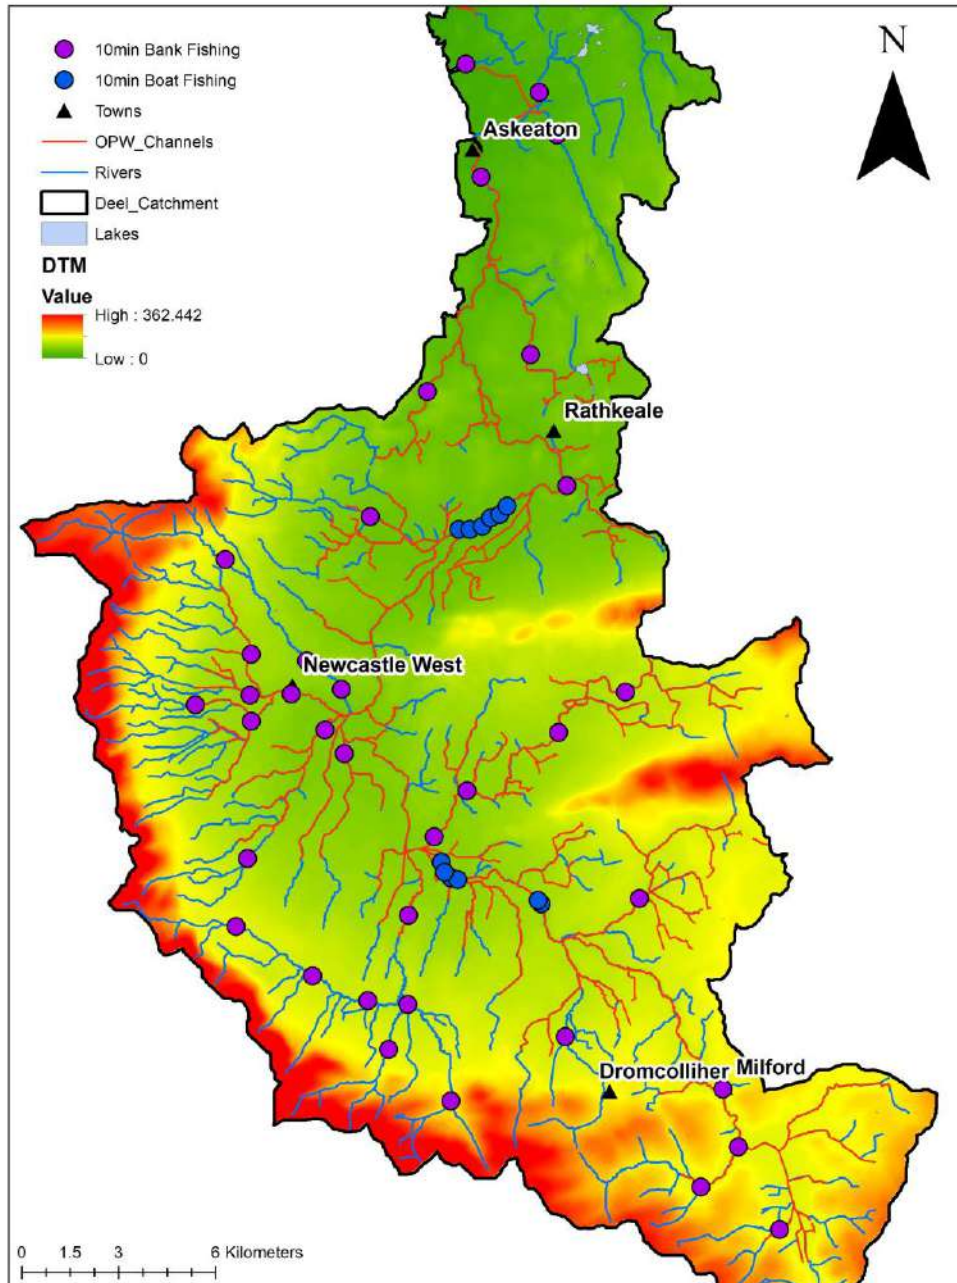 10min Bank Fishing
10min Boat Fishing
Towns
OPW_Channels
Rivers
Deel_Catchment
Lakes
DTM
Value
High : 362.442
Low : 0
N
Askeaton
Rathkeale
Newcastle West
Dromcolliher
Milford
0 1.5 3 6 Kilometers